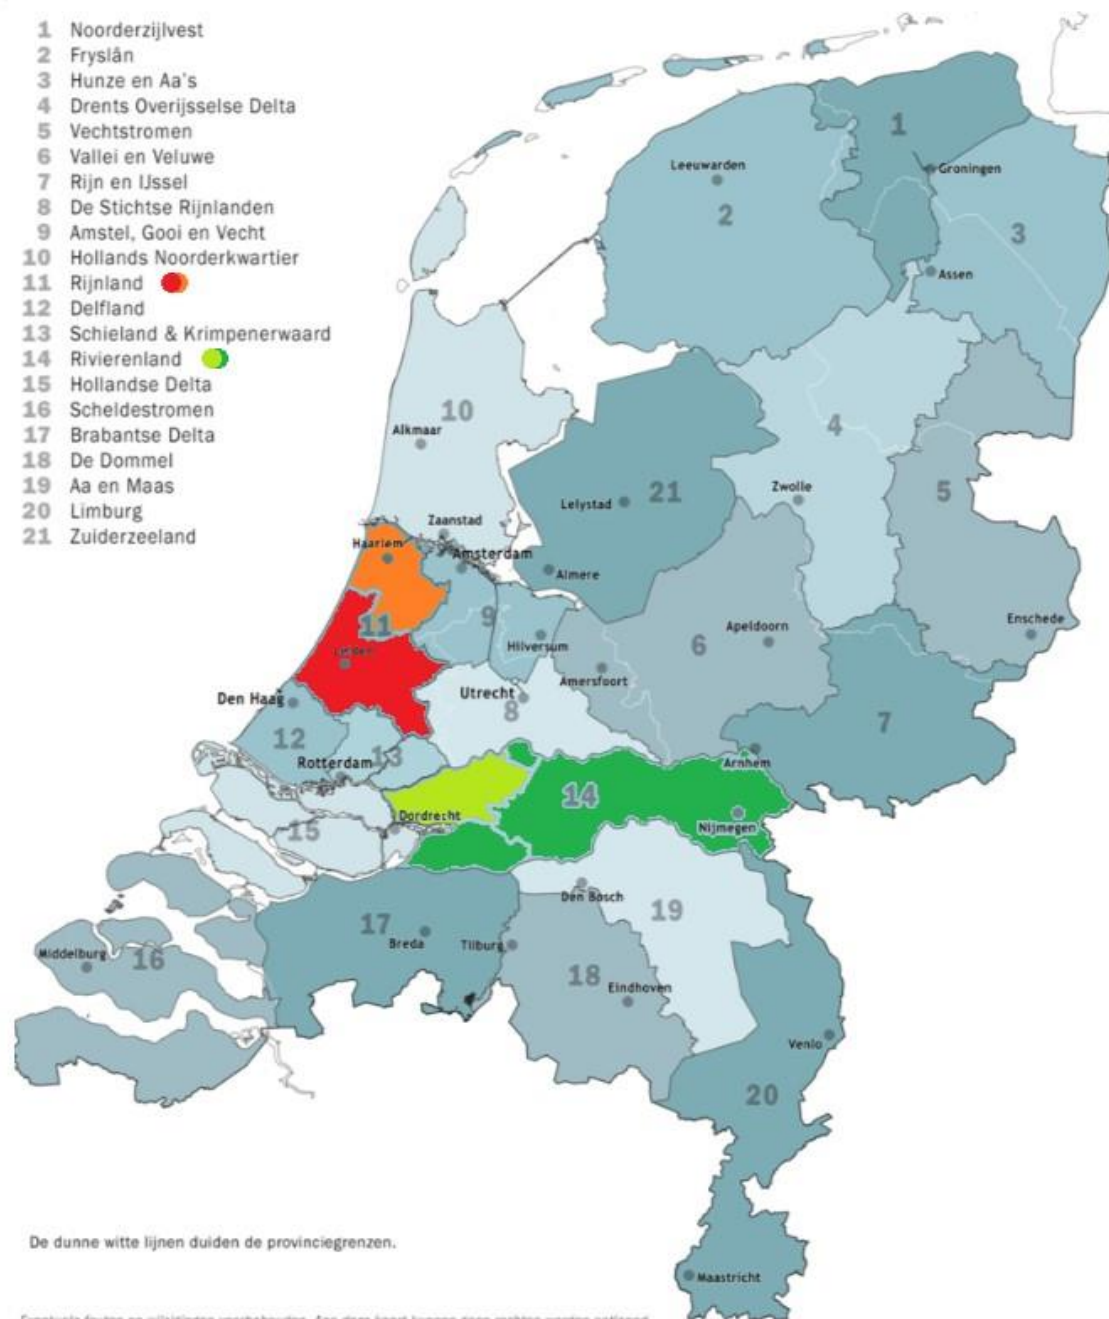 1 Noorderzijlvest
2 Fryslân
3 Hunze en Aa's
4 Drents Overijsselse Delta
5 Vechtstromen
6 Vallei en Veluwe
7 Rijn en IJssel
8 De Stichtse Rijnlanden
9 Amstel, Gooi en Vecht
10 Hollands Noorderkwartier
11 Rijnland
12 Delfland
13 Schieland & Krimpenerwaard
14 Rivierenland
15 Hollandse Delta
16 Scheldestromen
17 Brabantse Delta
18 De Dommel
19 Aa en Maas
20 Limburg
21 Zuiderzeeland
1
Leeuwarden
Groningen
2
3
Assen
10
Alkmaar
4
Zwolle
5
21
Lelystad
Zaanstad
Haarlem
Amsterdam
Almere
9
11
Hilversum
Apeldoorn
Enschede
6
Leiden
Amersfoort
Den Haag
Utrecht
8
7
12
13
Rotterdam
Arnhem
14
Dordrecht
Nijmegen
15
Den Bosch
19
17
Breda
Tilburg
Middelburg
16
18
Eindhoven
Venlo
20
De dunne witte lijnen duiden de provinciegrenzen.
Maastricht